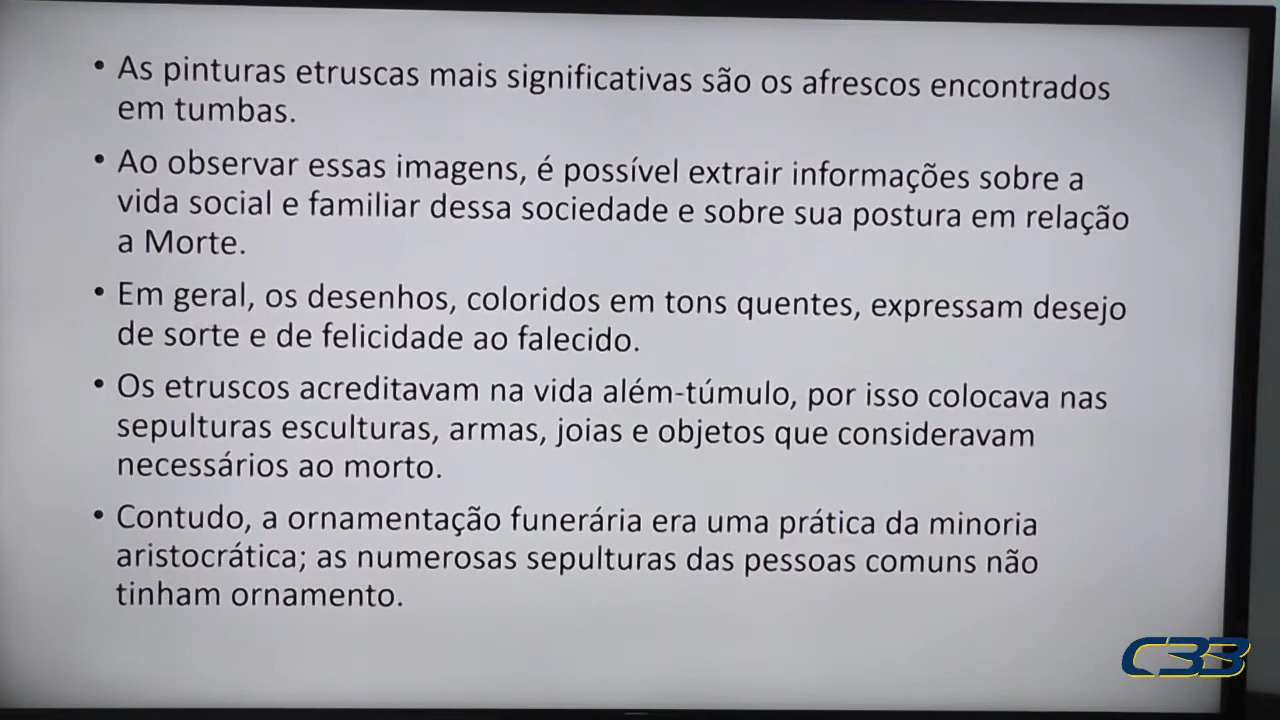 • As pinturas etruscas mais significativas são os afrescos encontrados
em tumbas.
• Ao observar essas imagens, é possível extrair informações sobre a
vida social e familiar dessa sociedade e sobre sua postura em relação
a Morte.
• Em geral, os desenhos, coloridos em tons quentes, expressam desejo
de sorte e de felicidade ao falecido.
• Os etruscos acreditavam na vida além-túmulo, por isso colocava nas
sepulturas esculturas, armas, joias e objetos que consideravam
necessários ao morto.
• Contudo, a ornamentação funerária era uma prática da minoria
aristocrática; as numerosas sepulturas das pessoas comuns não
tinham ornamento.
C33